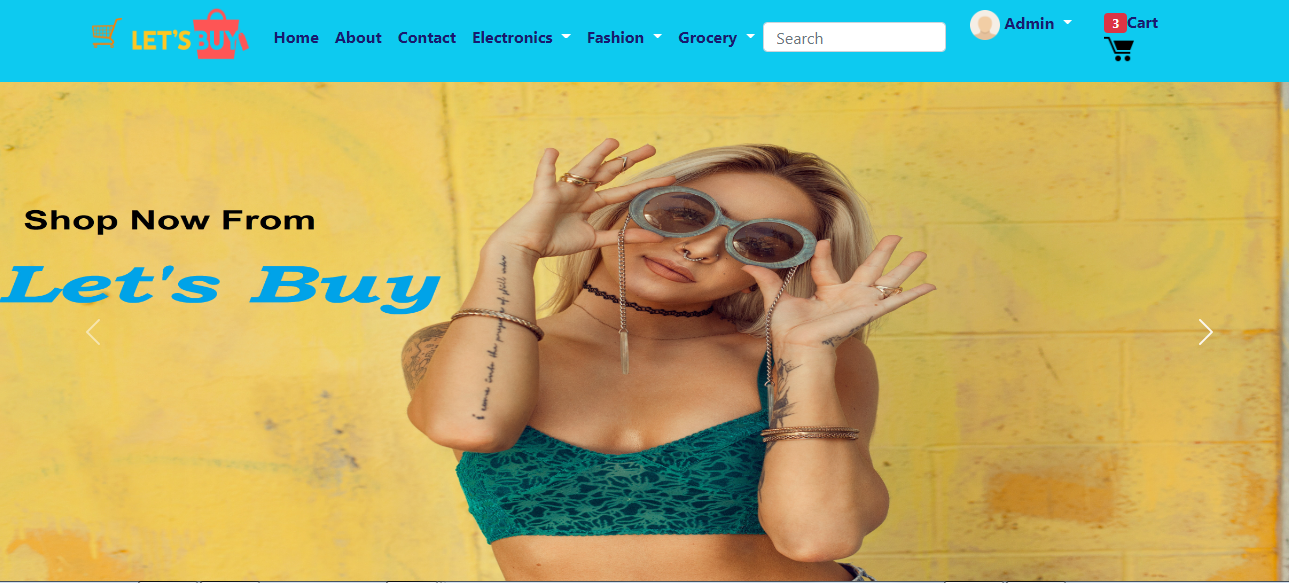 LET'S BUY
Home About Contact Electronics Fashion Grocery Search Admin 3 Cart
Shop Now From
Let's Buy